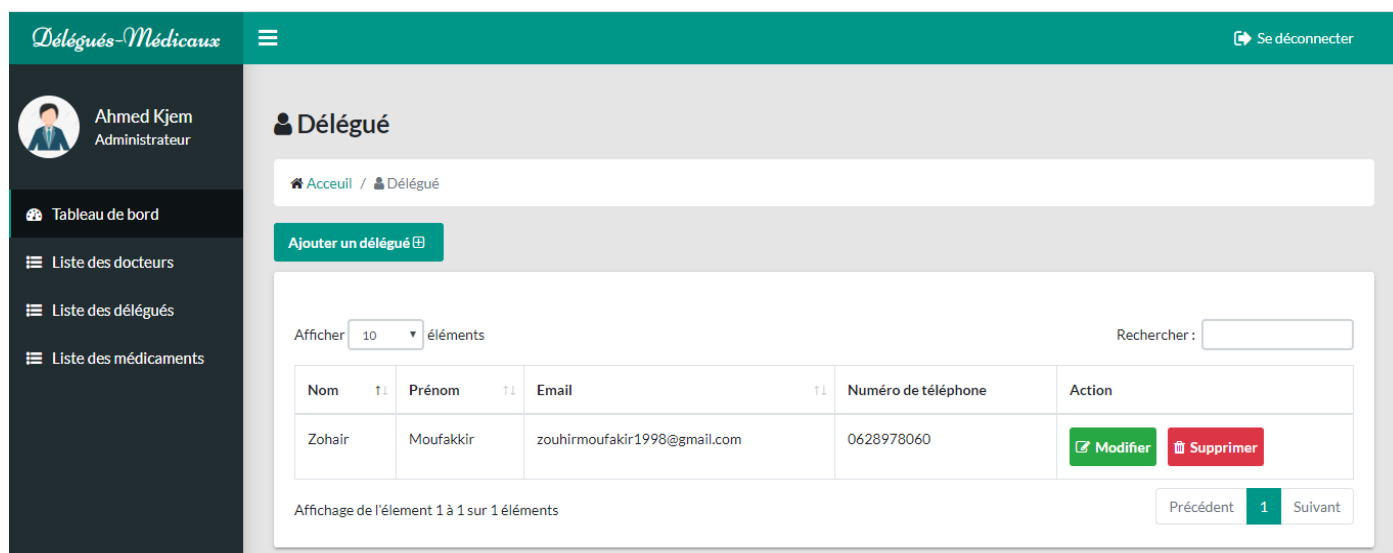 Délégués-Médicaux
Se déconnecter
Ahmed Kjem
Administrateur
Tableau de bord
Liste des docteurs
Liste des délégués
Liste des médicaments
Délégué
Acceuil / Délégué
Ajouter un délégué
Afficher 10 éléments
Rechercher :
Nom Prénom Email Numéro de téléphone Action
Zohair Moufakkir zouhirmoufakir1998@gmail.com 0628978060 Modifier Supprimer
Affichage de l'élement 1 à 1 sur 1 éléments
Précédent 1 Suivant